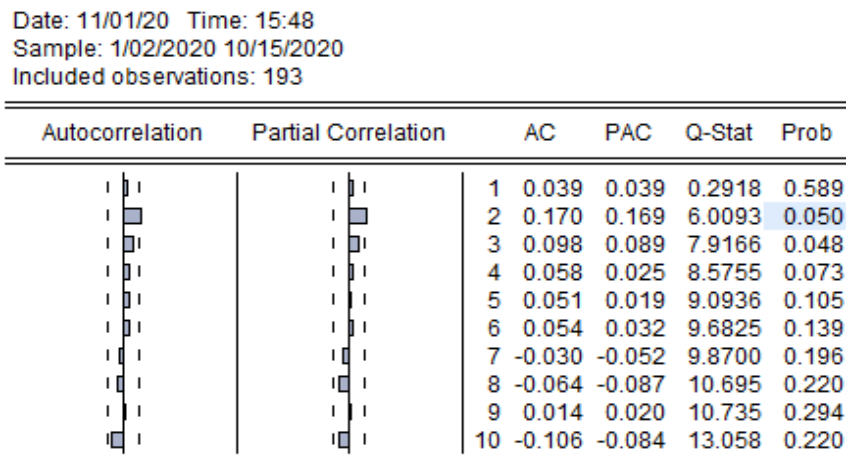 Date: 11/01/20 Time: 15:48
Sample: 1/02/2020 10/15/2020
Included observations: 193
Autocorrelation Partial Correlation AC PAC Q-Stat Prob
1 0.039 0.039 0.2918 0.589
2 0.170 0.169 6.0093 0.050
3 0.098 0.089 7.9166 0.048
4 0.058 0.025 8.5755 0.073
5 0.051 0.019 9.0936 0.105
6 0.054 0.032 9.6825 0.139
7 -0.030 -0.052 9.8700 0.196
8 -0.064 -0.087 10.695 0.220
9 0.014 0.020 10.735 0.294
10 -0.106 -0.084 13.058 0.220